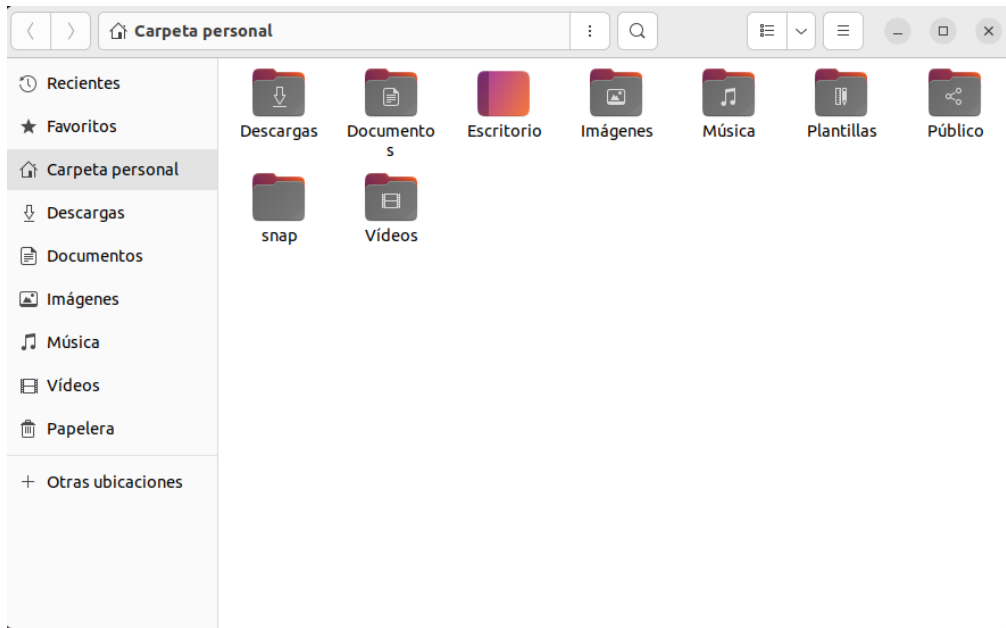 Carpeta personal
Recientes
Favoritos
Carpeta personal
Descargas
Documentos
Imágenes
Música
Vídeos
Papelera
Otras ubicaciones
Descargas
Documento
s
Escritorio
Imágenes
Música
Plantillas
Público
snap
Vídeos